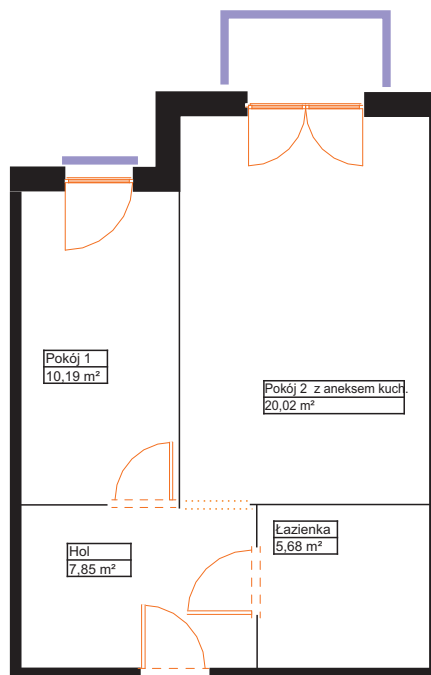 Pokój 1
10,19 m²
Pokój 2 z aneksem kuch.
20,02 m²
Łazienka
5,68 m²
Hol
7,85 m²